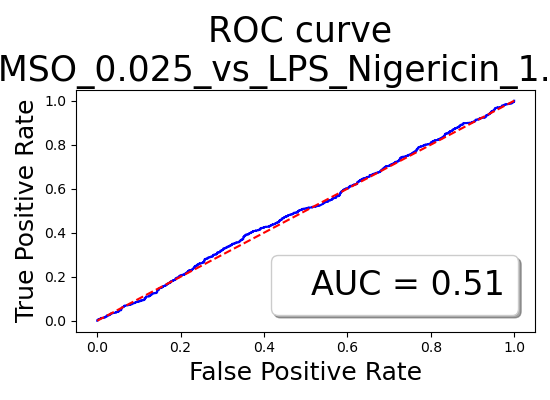 ROC curve
MSO_0.025_vs_LPS_Nigericin_1.
True Positive Rate
1.0
0.8
0.6
0.4
0.2
0.0
AUC = 0.51
0.0 0.2 0.4 0.6 0.8 1.0
False Positive Rate